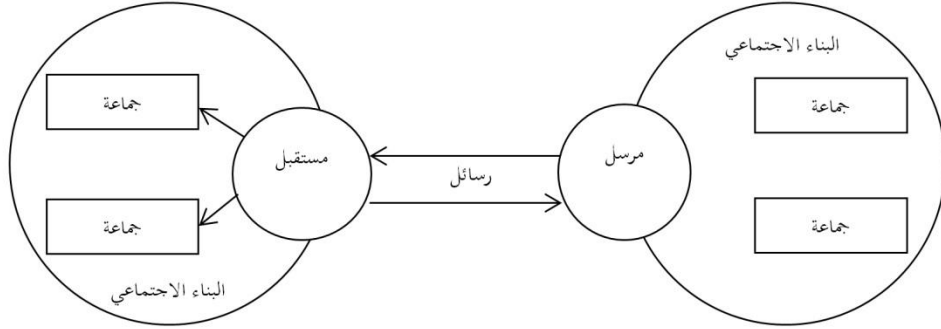 البناء الاجتماعي
جماعة
جماعة
مرسل
رسائل
مستقبل
جماعة
جماعة
البناء الاجتماعي